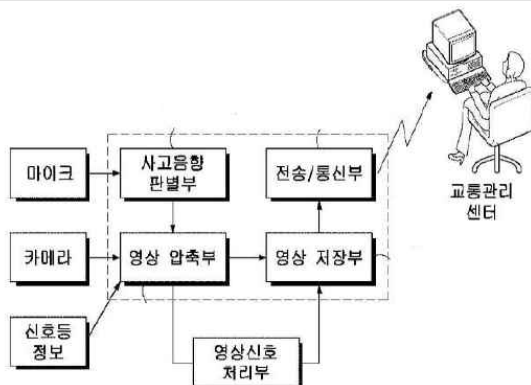 마이크
사고음향
판별부
전송/통신부
교통관리
센터
카메라
영상 압축부
영상 저장부
신호등
정보
영상신호
처리부